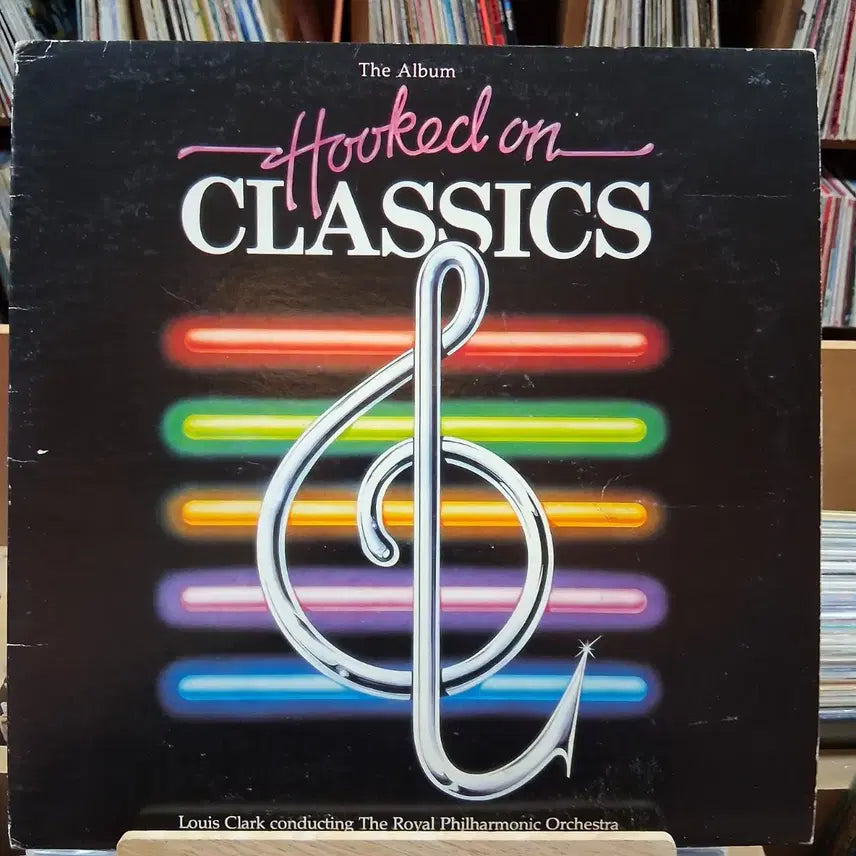 The Album
Hooked on
CLASSICS
Louis Clark conducting The Royal Philharmonic Orchestra